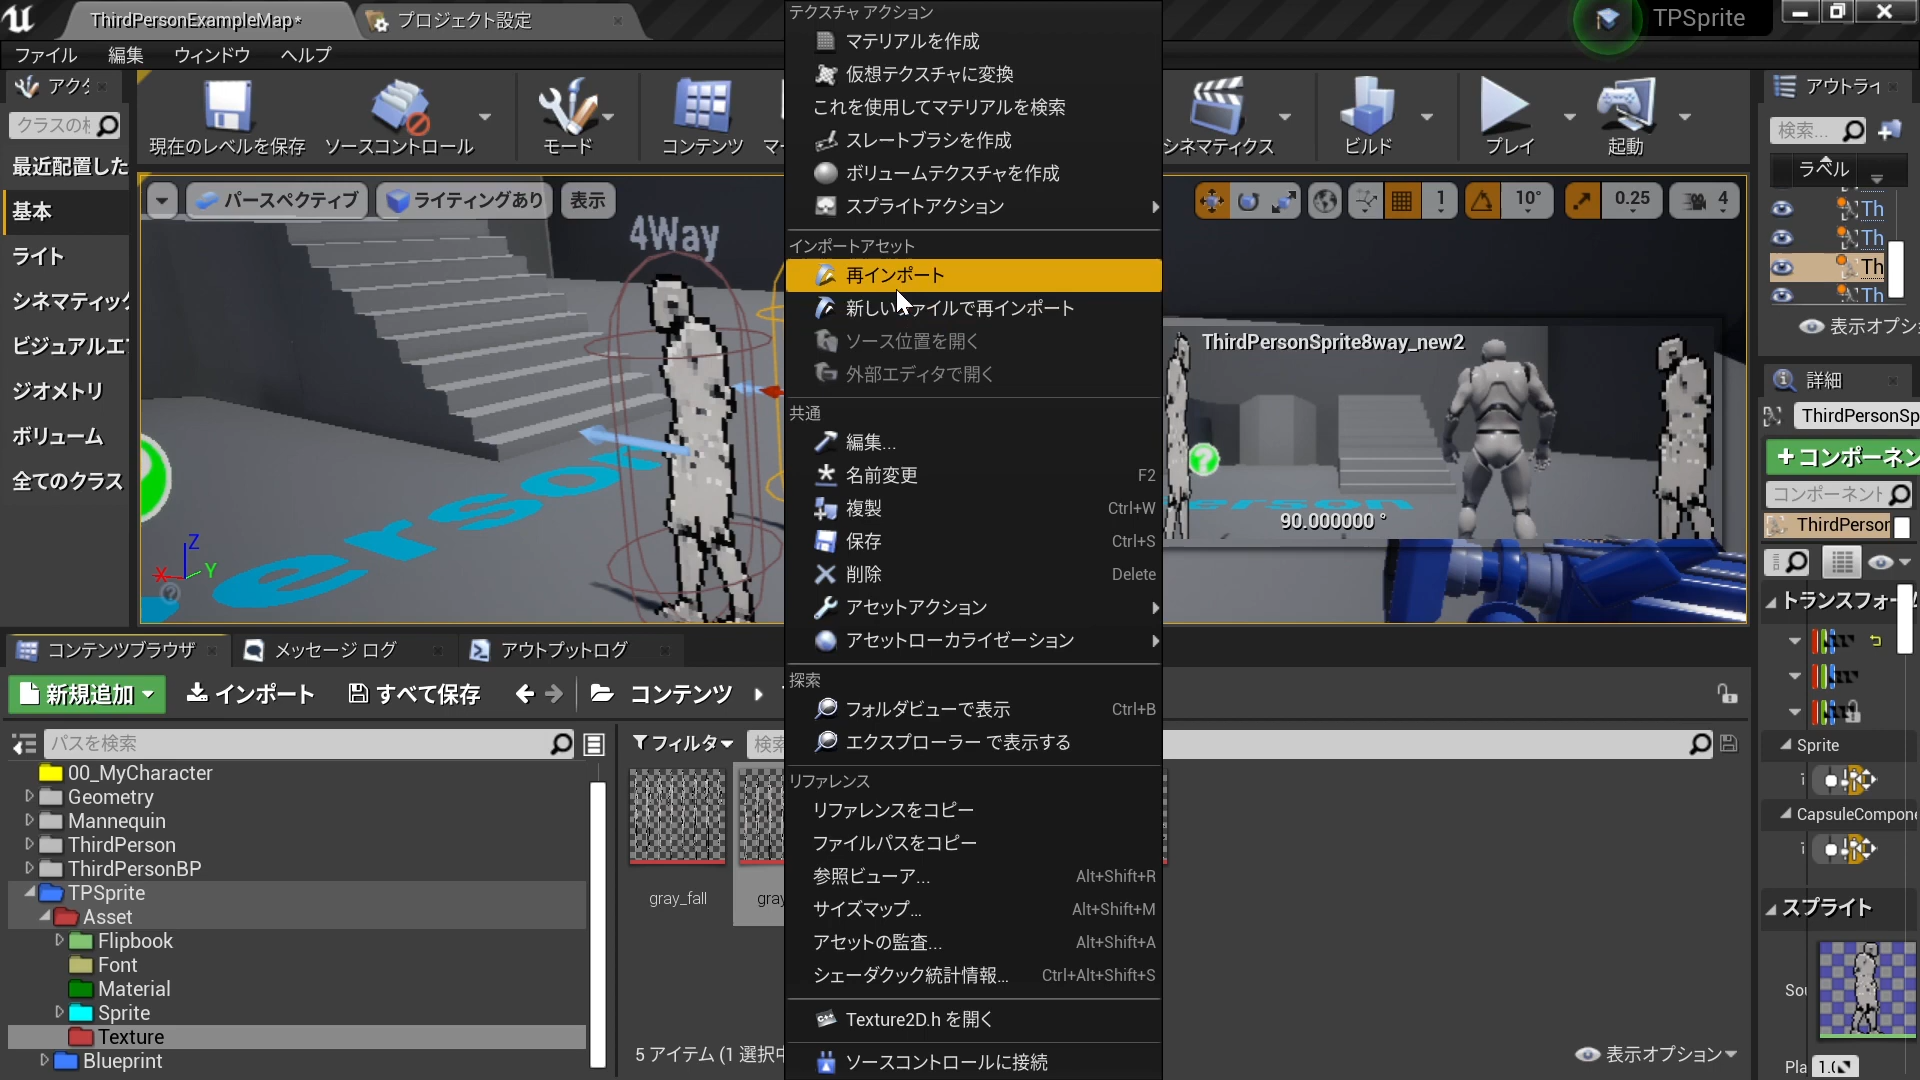 ThirdPersonExampleMap*
プロジェクト設定
TPSprite
ファイル
編集
ウィンドウ
ヘルプ
アク
クラスの
最近配置した
基本
ライト
シネマティッ
ビジュアルエ
ジオメトリ
ボリューム
全てのクラス
現在のレベルを保存
ソースコントロール
モード
コンテンツ
マ
シネマティクス
ビルド
プレイ
起動
パースペクティブ
ライティングあり
表示
1
10°
0.25
4
4Way
erson
Z
X
Y
ThirdPersonSprite8way_new2
erson
90.000000 °
テクスチャ アクション
マテリアルを作成
仮想テクスチャに変換
これを使用してマテリアルを検索
スレートブラシを作成
ボリュームテクスチャを作成
スプライトアクション
インポートアセット
再インポート
新しいファイルで再インポート
ソース位置を開く
外部エディタで開く
共通
編集...
名前変更 F2
複製 Ctrl+W
保存 Ctrl+S
削除 Delete
アセットアクション
アセットローカライゼーション
探索
フォルダビューで表示 Ctrl+B
エクスプローラー で表示する
リファレンス
リファレンスをコピー
ファイルパスをコピー
参照ビューア... Alt+Shift+R
サイズマップ... Alt+Shift+M
アセットの監査... Alt+Shift+A
シェーダクック統計情報... Ctrl+Alt+Shift+S
Texture2D.h を開く
ソースコントロールに接続
アウトライ
検索...
ラベル
Th
Th
Th
Th
表示オプシ
詳細
ThirdPersonSp
+コンポーネン
コンポーネント
ThirdPerson
トランスフォー
Sprite
CapsuleCompone
スプライト
Sou
Pla
1.0
コンテンツブラウザ
メッセージ ログ
アウトプットログ
新規追加
インポート
すべて保存
コンテンツ
パスを検索
フィルタ
検索
00_MyCharacter
Geometry
Mannequin
ThirdPerson
ThirdPersonBP
TPSprite
Asset
Flipbook
Font
Material
Sprite
Texture
Blueprint
gray_fall
gray
5 アイテム (1 選択中
表示オプション